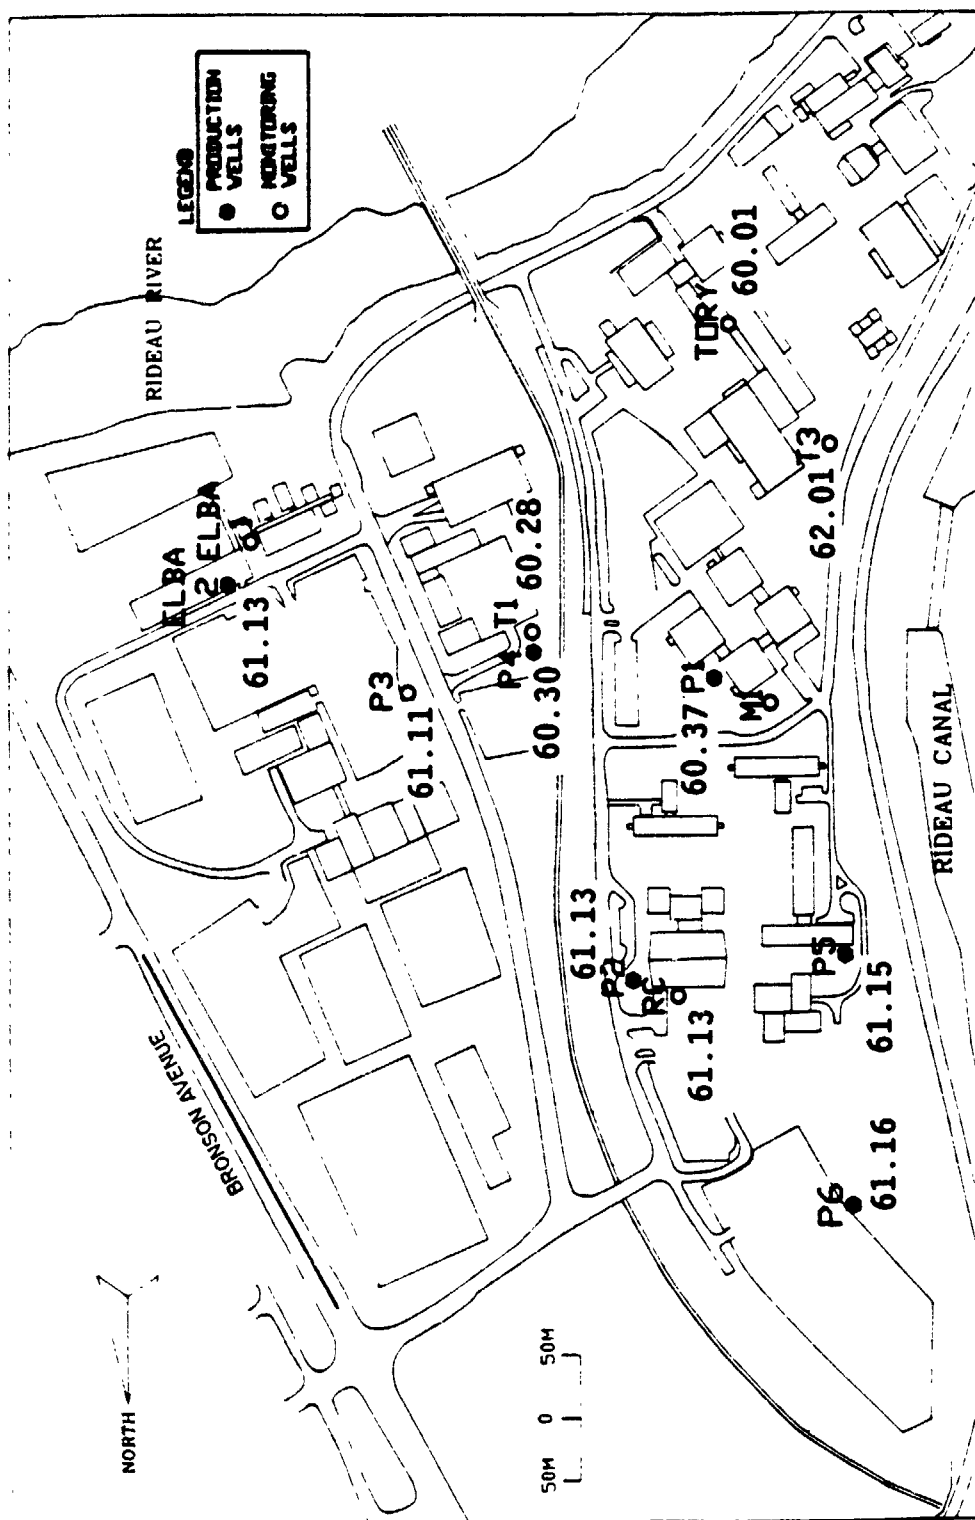 LEGEND
PRODUCTION
WELLS
MONITORING
WELLS
RIDEAU RIVER
ELBA
2
ELBA
1
61.13
P3
61.11
P4
T1
60.28
60.30
TORY
60.01
T3
62.01
P1
60.37
M1
61.13
P2
RC
61.13
P5
61.15
P6
61.16
BRONSON AVENUE
RIDEAU CANAL
NORTH
50M 0 50M